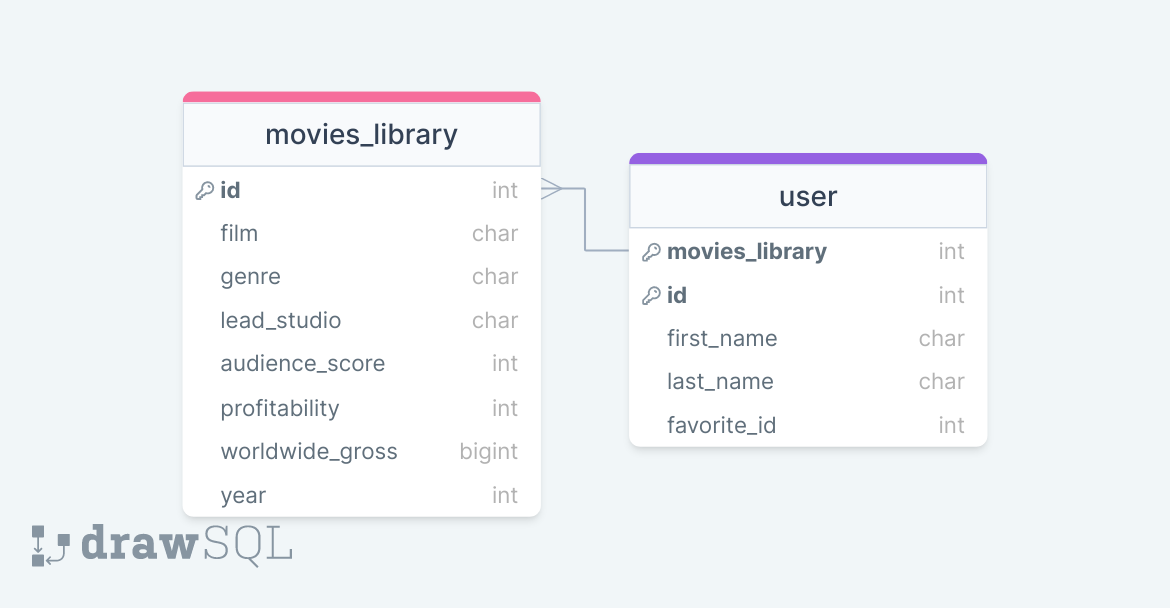 movies_library
id int
film char
genre char
lead_studio char
audience_score int
profitability int
worldwide_gross bigint
year int
user
movies_library int
id int
first_name char
last_name char
favorite_id int
drawSQL